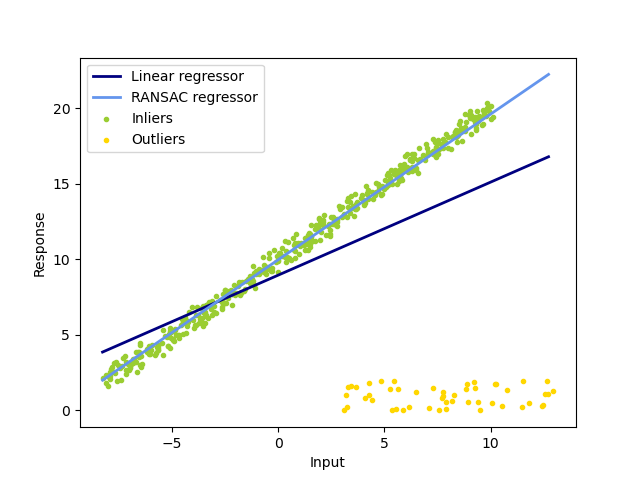 Linear regressor
RANSAC regressor
Inliers
Outliers
20
15
10
5
0
Response
−5
0
5
10
Input